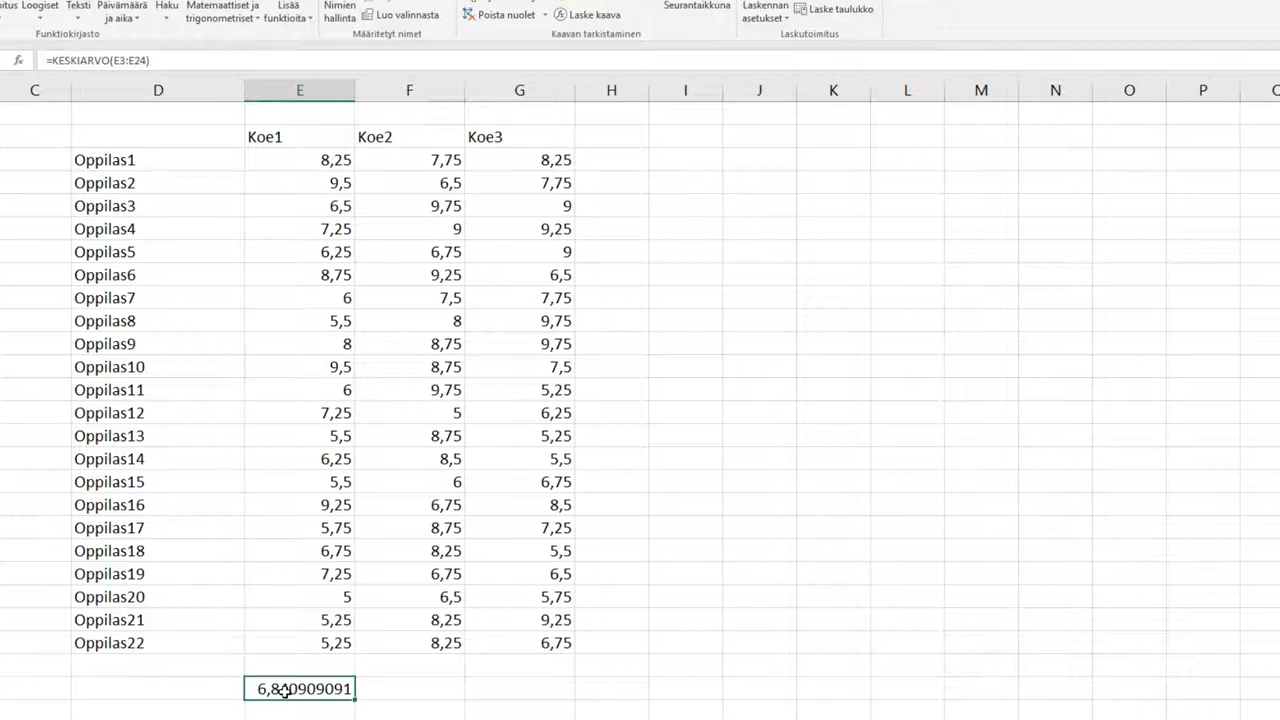 Loogiset Teksti Päivämäärä ja aika Haku Matemaattiset ja trigonometriset Lisää funktioita
Nimien hallinta Luo valinnasta
Poista nuolet Laske kaava
Seurantaikkuna
Laskennan asetukset Laske taulukko
Funktiokirjasto Määritetyt nimet Kaavan tarkistaminen Laskutoimitus
fx =KESKIARVO(E3:E24)
C D E F G H I J K L M N O P
Koe1 Koe2 Koe3
Oppilas1 8,25 7,75 8,25
Oppilas2 9,5 6,5 7,75
Oppilas3 6,5 9,75 9
Oppilas4 7,25 9 9,25
Oppilas5 6,25 6,75 9
Oppilas6 8,75 9,25 6,5
Oppilas7 6 7,5 7,75
Oppilas8 5,5 8 9,75
Oppilas9 8 8,75 9,75
Oppilas10 9,5 8,75 7,5
Oppilas11 6 9,75 5,25
Oppilas12 7,25 5 6,25
Oppilas13 5,5 8,75 5,25
Oppilas14 6,25 8,5 5,5
Oppilas15 5,5 6 6,75
Oppilas16 9,25 6,75 8,5
Oppilas17 5,75 8,75 7,25
Oppilas18 6,75 8,25 5,5
Oppilas19 7,25 6,75 6,5
Oppilas20 5 6,5 5,75
Oppilas21 5,25 8,25 9,25
Oppilas22 5,25 8,25 6,75
6,840909091